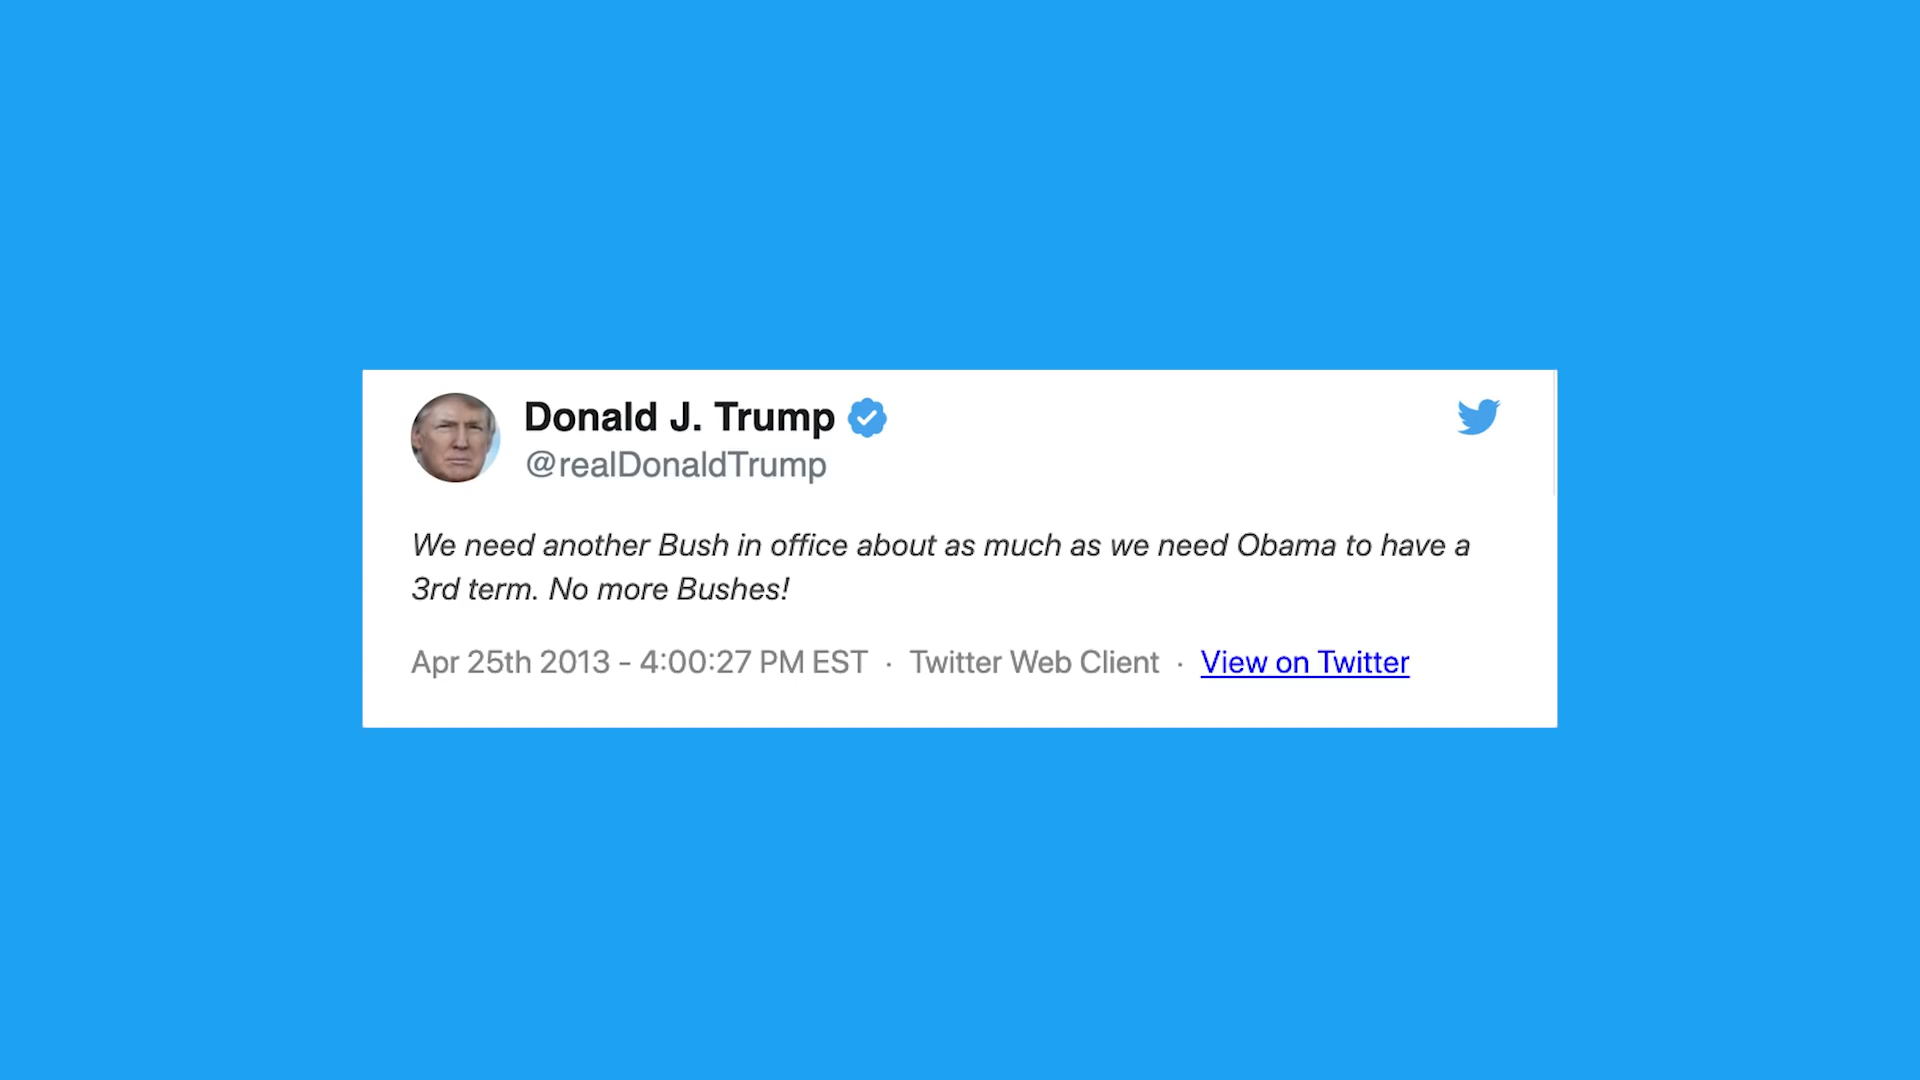 Donald J. Trump
@realDonaldTrump
We need another Bush in office about as much as we need Obama to have a
3rd term. No more Bushes!
Apr 25th 2013 - 4:00:27 PM EST · Twitter Web Client · View on Twitter